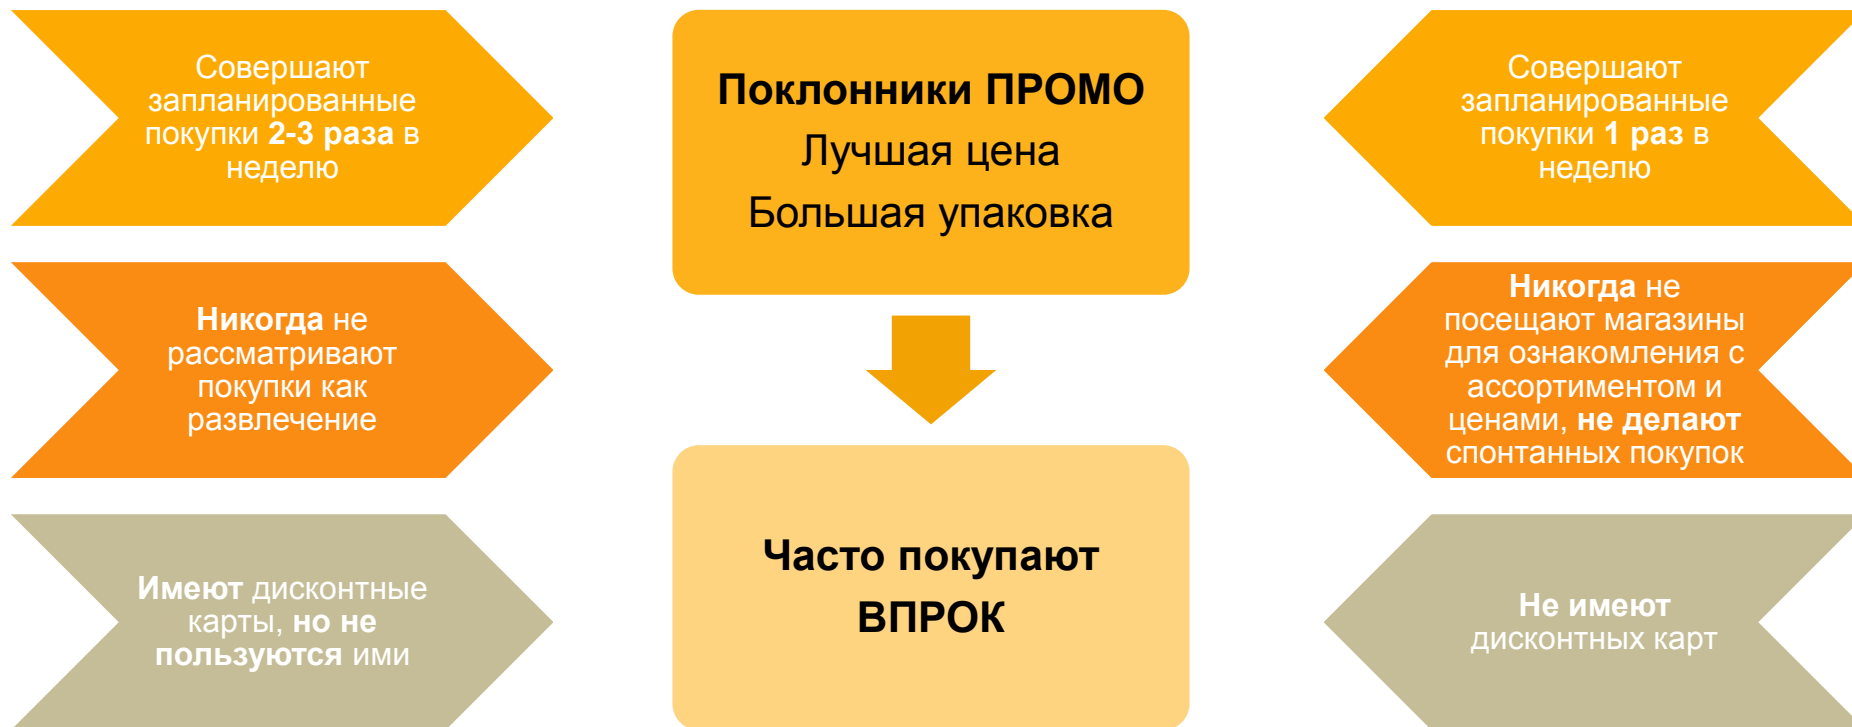 Совершают
запланированные
покупки 2-3 раза в
неделю
Никогда не
рассматривают
покупки как
развлечение
Имеют дисконтные
карты, но не
пользуются ими
Поклонники ПРОМО
Лучшая цена
Большая упаковка
Часто покупают
ВПРОК
Совершают
запланированные
покупки 1 раз в
неделю
Никогда не
посещают магазины
для ознакомления с
ассортиментом и
ценами, не делают
спонтанных покупок
Не имеют
дисконтных карт